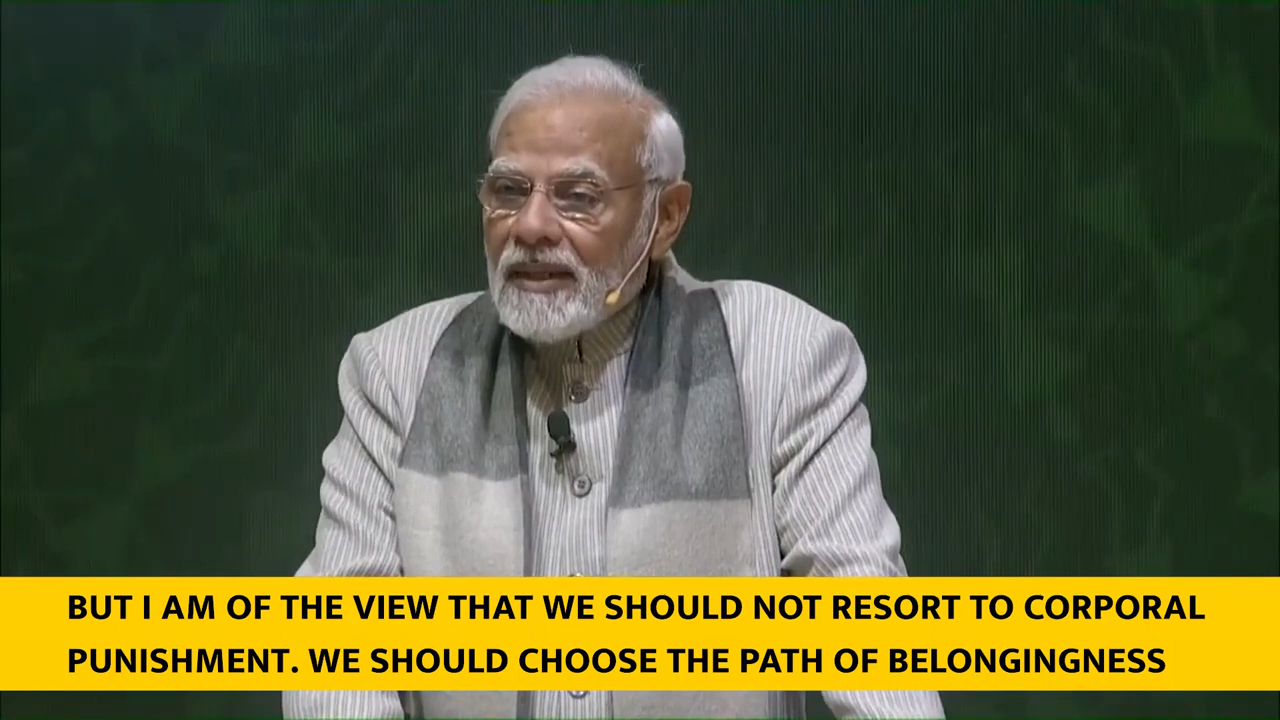 BUT I AM OF THE VIEW THAT WE SHOULD NOT RESORT TO CORPORAL
PUNISHMENT. WE SHOULD CHOOSE THE PATH OF BELONGINGNESS